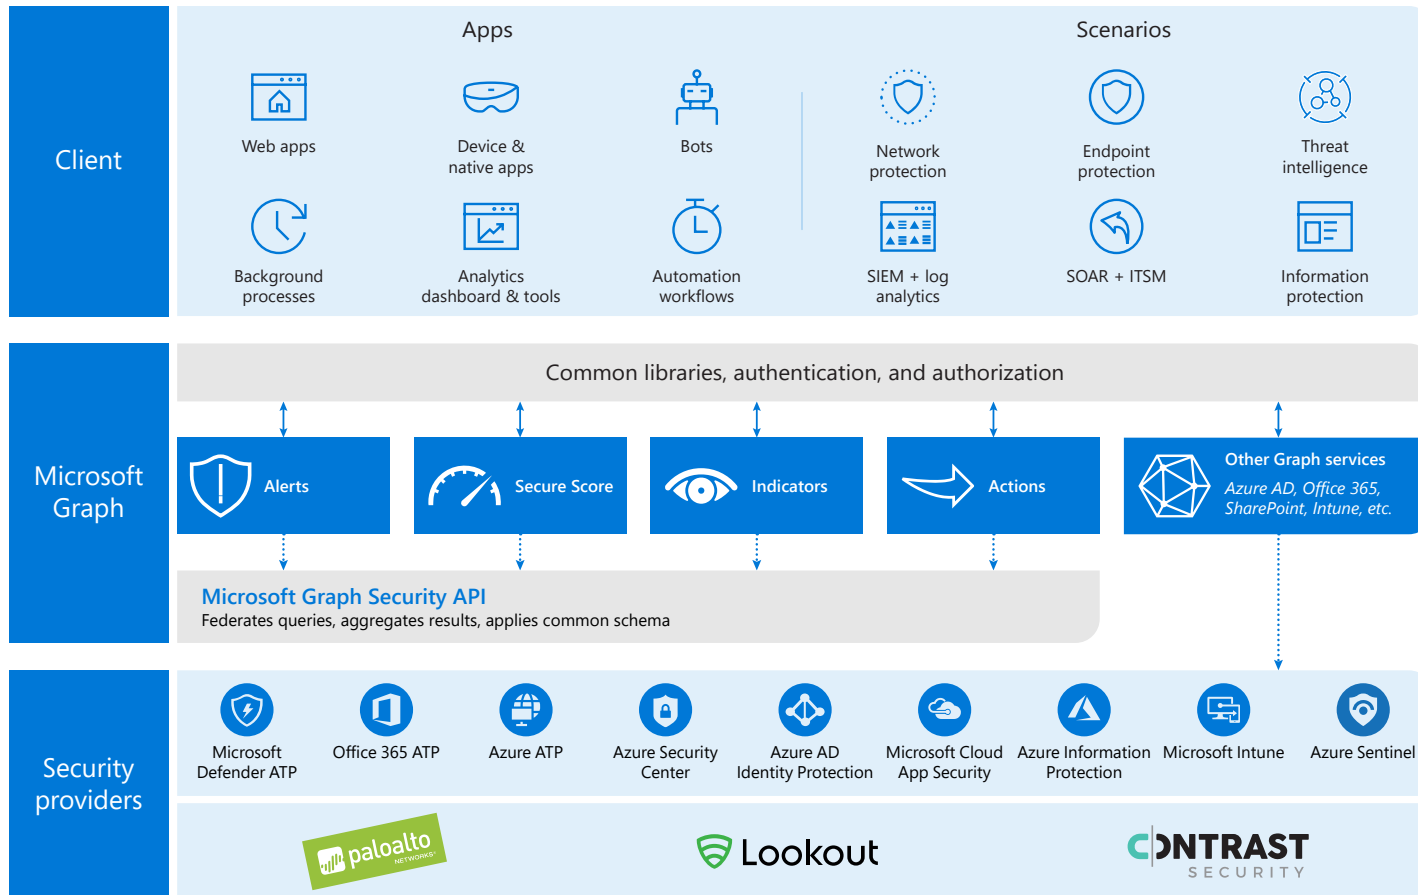 Client
Apps
Scenarios
Web apps
Device &
native apps
Bots
Network
protection
Endpoint
protection
Threat
intelligence
Background
processes
Analytics
dashboard & tools
Automation
workflows
SIEM + log
analytics
SOAR + ITSM
Information
protection
Microsoft
Graph
Common libraries, authentication, and authorization
Alerts
Secure Score
Indicators
Actions
Other Graph services
Azure AD, Office 365,
SharePoint, Intune, etc.
Microsoft Graph Security API
Federates queries, aggregates results, applies common schema
Security
providers
Microsoft
Defender ATP
Office 365 ATP
Azure ATP
Azure Security
Center
Azure AD
Identity Protection
Microsoft Cloud
App Security
Azure Information
Protection
Microsoft Intune
Azure Sentinel
paloalto
NETWORKS®
Lookout
CONTRAST
SECURITY